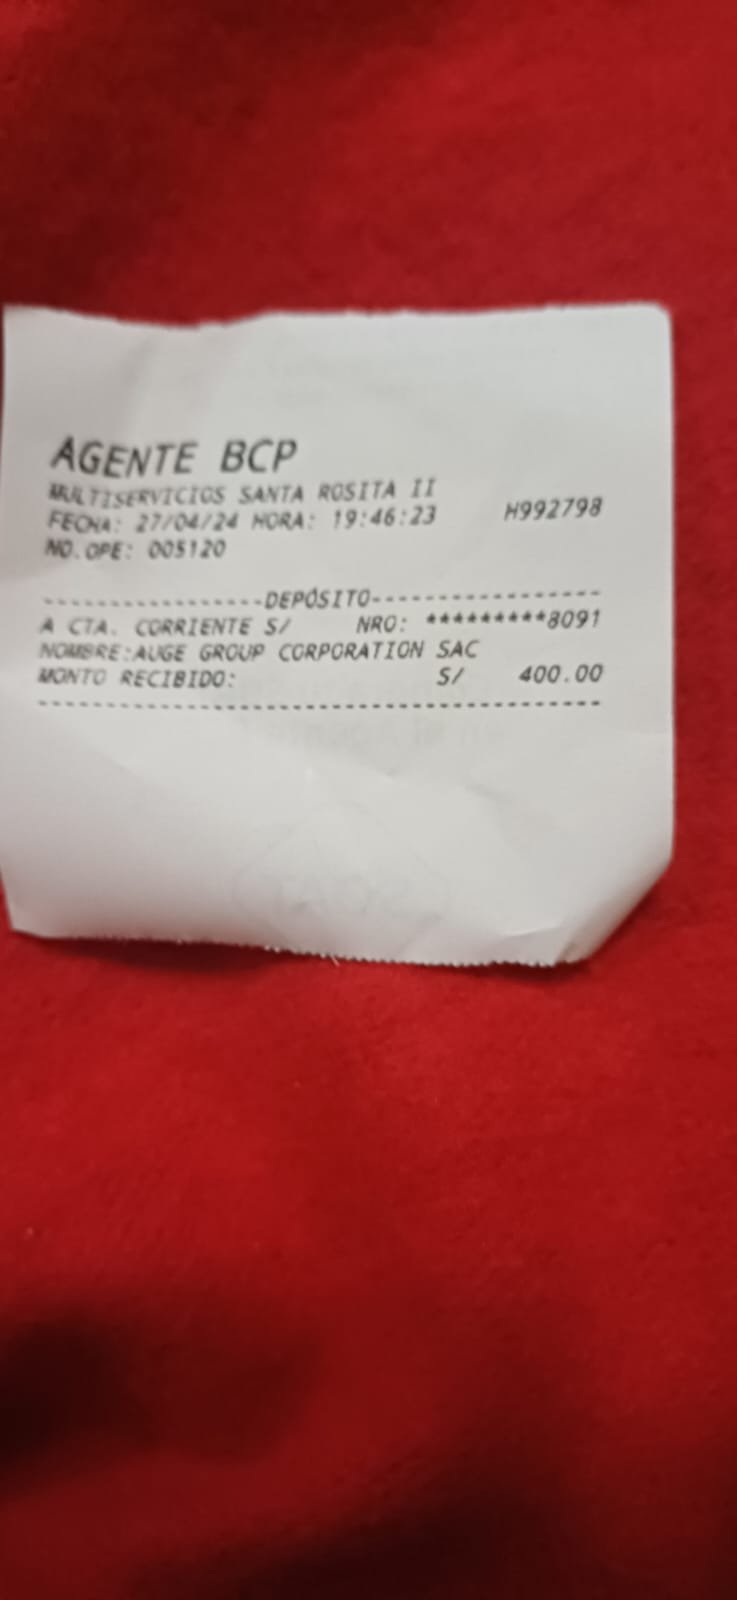 AGENTE BCP
MULTISERVICIOS SANTA ROSITA II
FECHA: 27/04/24 HORA: 19:46:23 H992798
NO.OPE: 005120
-----------------DEPÓSITO-----------------
A CTA. CORRIENTE S/ NRO: *********8091
NOMBRE:AUGE GROUP CORPORATION SAC
MONTO RECIBIDO: S/ 400.00
------------------------------------------